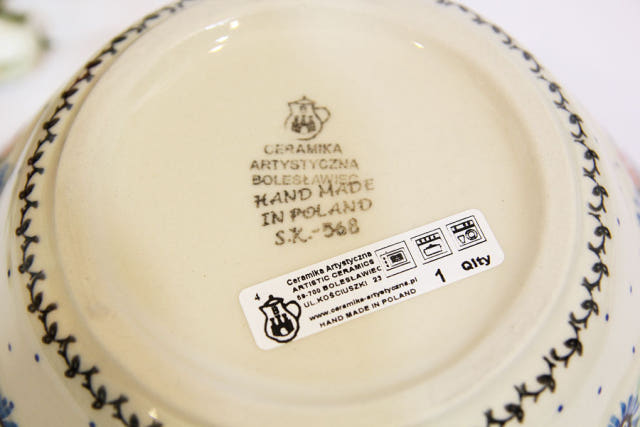 CERAMIKA
ARTYSTYCZNA
BOLESŁAWIEC
HAND MADE
IN POLAND
S.K.-568
4
Ceramika Artystyczna
ARTISTIC CERAMICS
59-700 BOLESŁAWIEC
UL.KOŚCIUSZKI 23
www.ceramika-artystyczna.pl
HAND MADE IN POLAND
1 Qlty